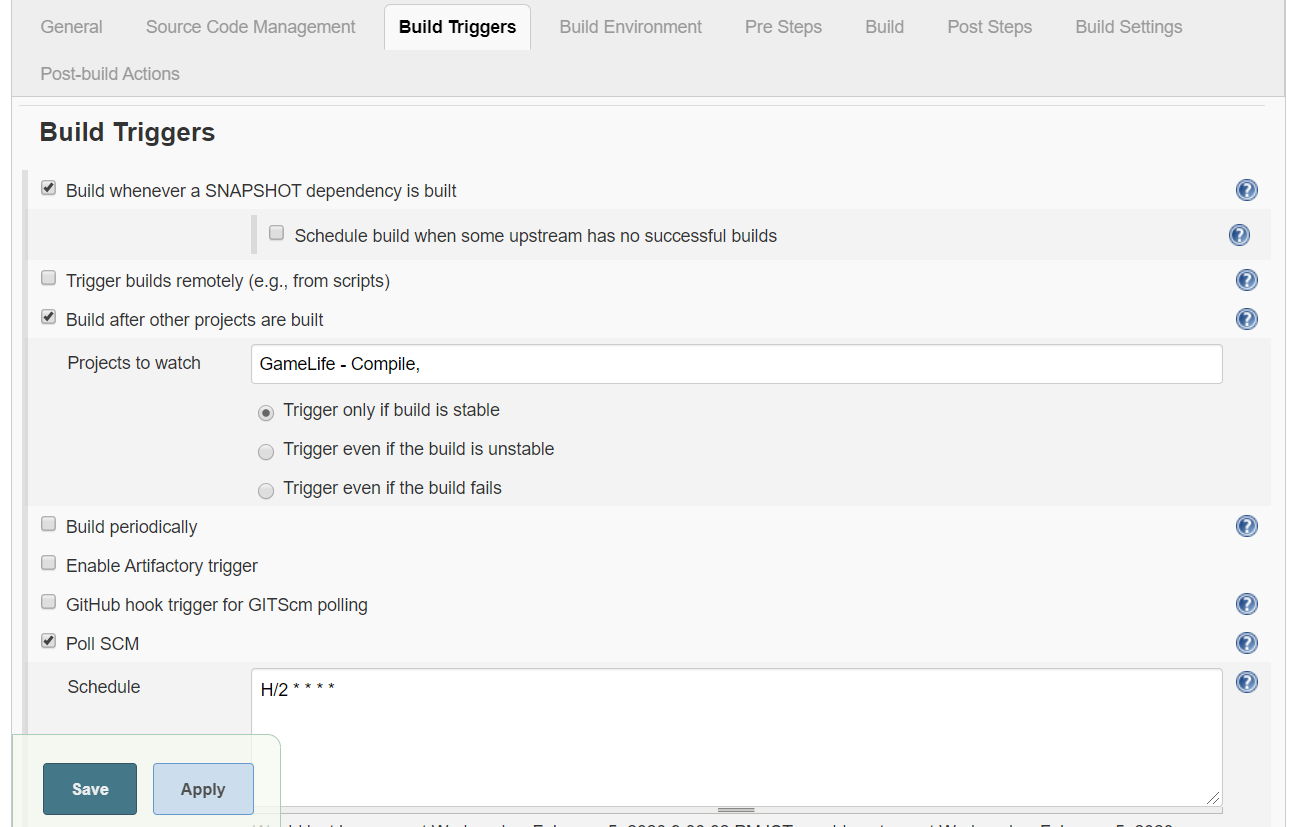 General Source Code Management Build Triggers Build Environment Pre Steps Build Post Steps Build Settings
Post-build Actions
Build Triggers
Build whenever a SNAPSHOT dependency is built
Schedule build when some upstream has no successful builds
Trigger builds remotely (e.g., from scripts)
Build after other projects are built
Projects to watch GameLife - Compile,
Trigger only if build is stable
Trigger even if the build is unstable
Trigger even if the build fails
Build periodically
Enable Artifactory trigger
GitHub hook trigger for GITScm polling
Poll SCM
Schedule H/2 * * * *
Save Apply